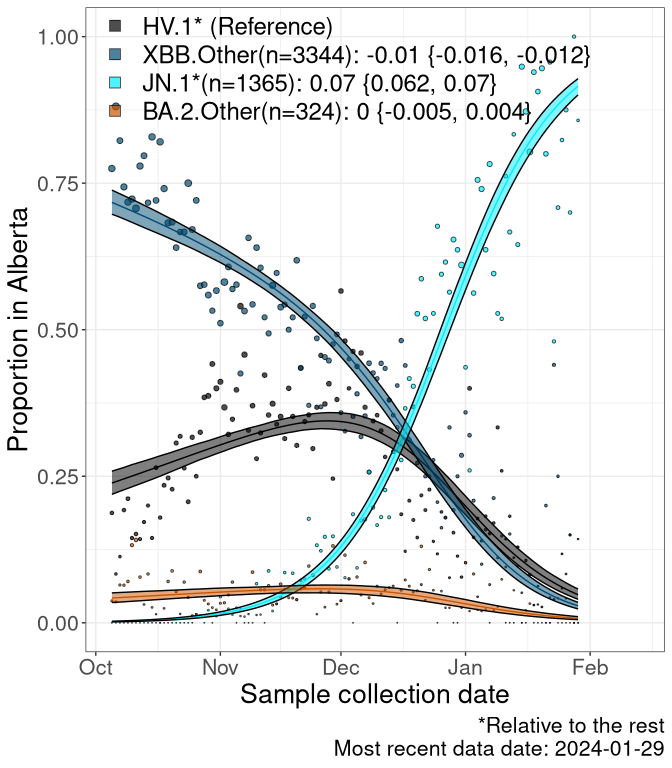 HV.1* (Reference)
XBB.Other(n=3344): -0.01 {-0.016, -0.012}
JN.1*(n=1365): 0.07 {0.062, 0.07}
BA.2.Other(n=324): 0 {-0.005, 0.004}
1.00
0.75
0.50
0.25
0.00
Proportion in Alberta
Oct Nov Dec Jan Feb
Sample collection date
*Relative to the rest
Most recent data date: 2024-01-29